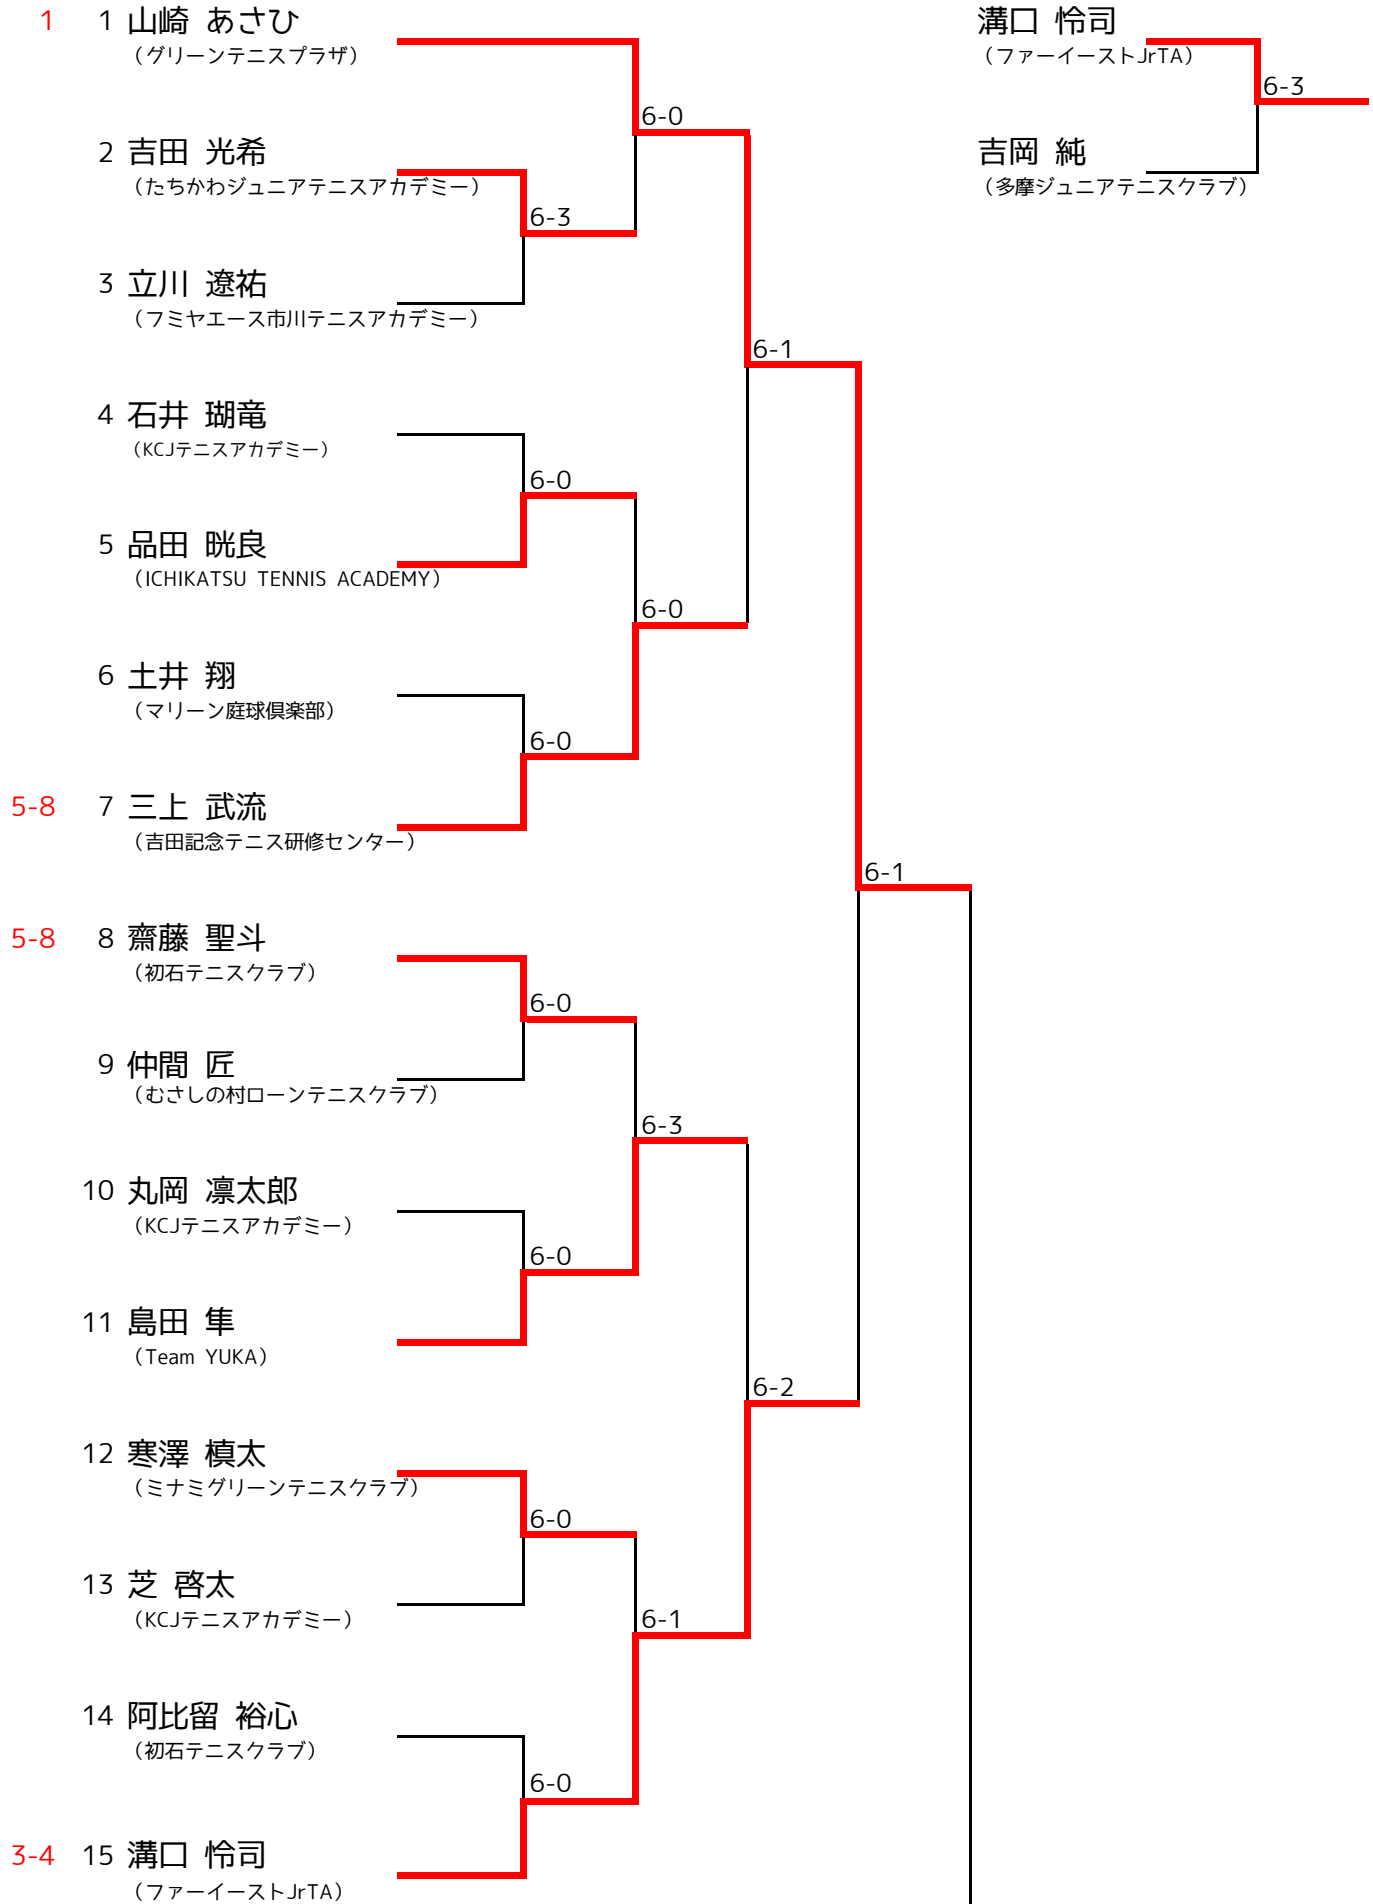 1 1 山崎 あさひ
（グリーンテニスプラザ）
溝口 怜司
（ファーイーストJrTA）
6-3
6-0
2 吉田 光希
（たちかわジュニアテニスアカデミー）
吉岡 純
（多摩ジュニアテニスクラブ）
6-3
3 立川 遼祐
（フミヤエース市川テニスアカデミー）
6-1
4 石井 瑚竜
（KCJテニスアカデミー）
6-0
5 品田 晄良
（ICHIKATSU TENNIS ACADEMY）
6-0
6 土井 翔
（マリーン庭球倶楽部）
6-0
5-8 7 三上 武流
（吉田記念テニス研修センター）
6-1
5-8 8 齋藤 聖斗
（初石テニスクラブ）
6-0
9 仲間 匠
（むさしの村ローンテニスクラブ）
6-3
10 丸岡 凛太郎
（KCJテニスアカデミー）
6-0
11 島田 隼
（Team YUKA）
6-2
12 寒澤 槙太
（ミナミグリーンテニスクラブ）
6-0
13 芝 啓太
（KCJテニスアカデミー）
6-1
14 阿比留 裕心
（初石テニスクラブ）
6-0
3-4 15 溝口 怜司
（ファーイーストJrTA）